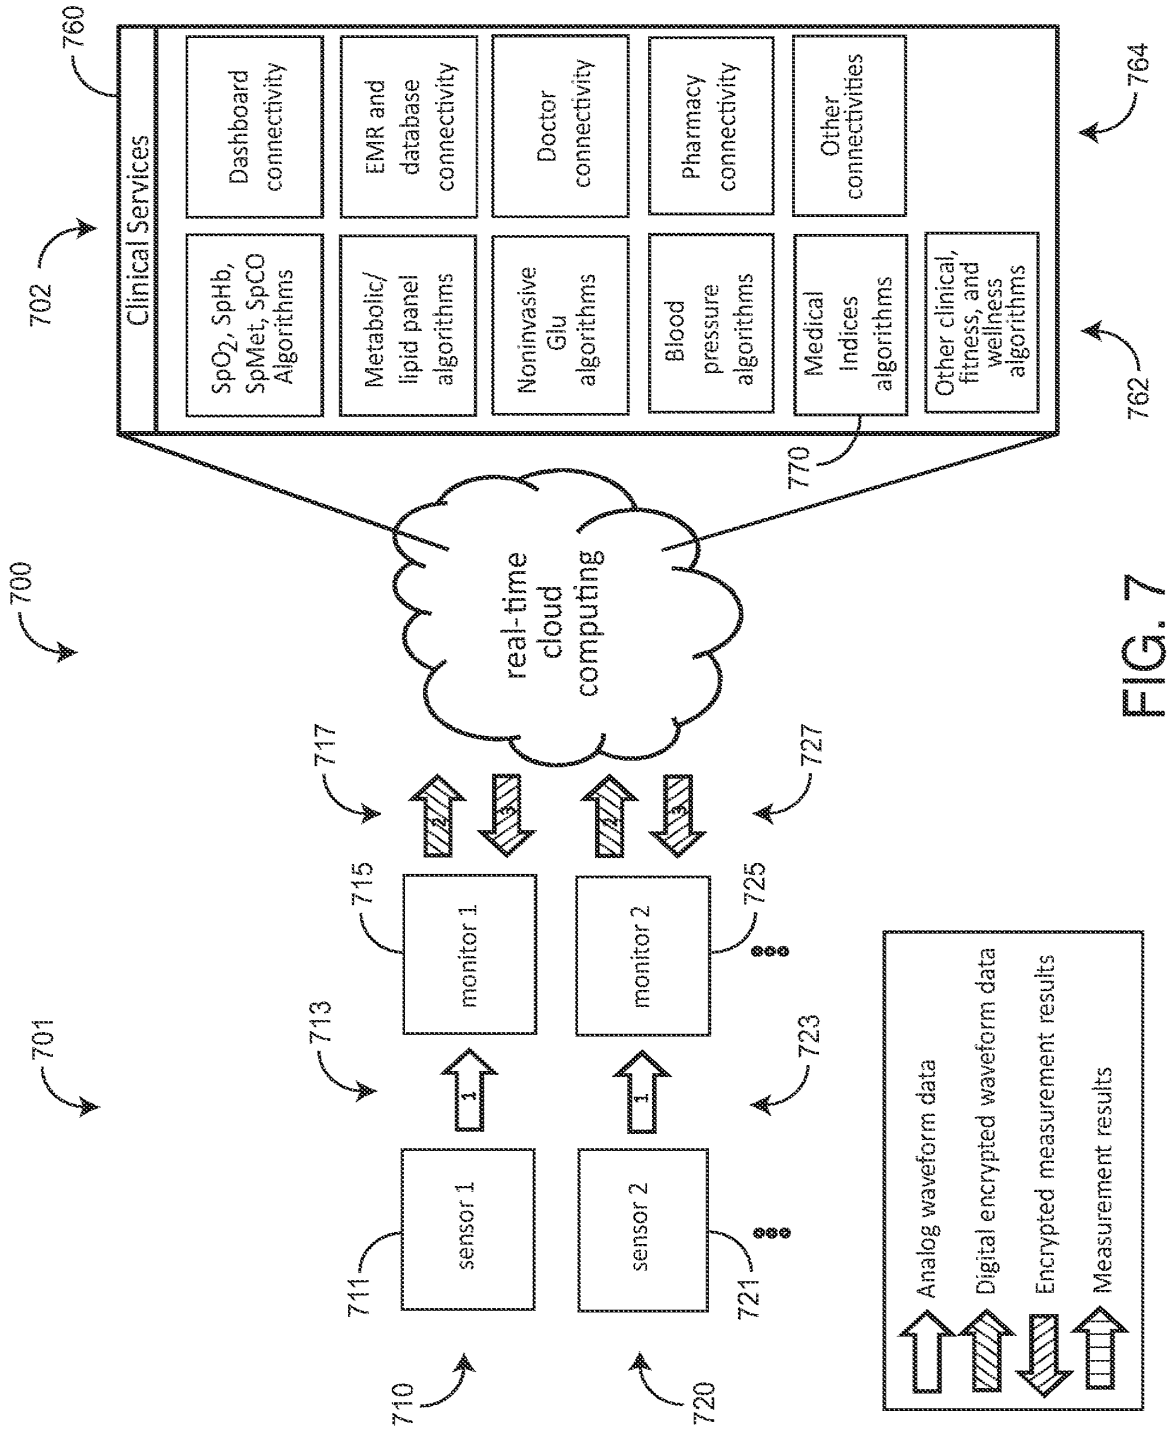 700
701
702
760
Clinical Services
SpO2, SpHb,
SpMet, SpCO
Algorithms
Dashboard
connectivity
Metabolic/
lipid panel
algorithms
EMR and
database
connectivity
Noninvasive
Glu
algorithms
Doctor
connectivity
Blood
pressure
algorithms
Pharmacy
connectivity
Medical
Indices
algorithms
Other
connectivities
Other clinical,
fitness, and
wellness
algorithms
770
762
764
real-time
cloud
computing
710
711
sensor 1
713
1
715
monitor 1
717
2
3
720
721
sensor 2
723
1
725
monitor 2
727
2
3
Analog waveform data
Digital encrypted waveform data
Encrypted measurement results
Measurement results
FIG. 7